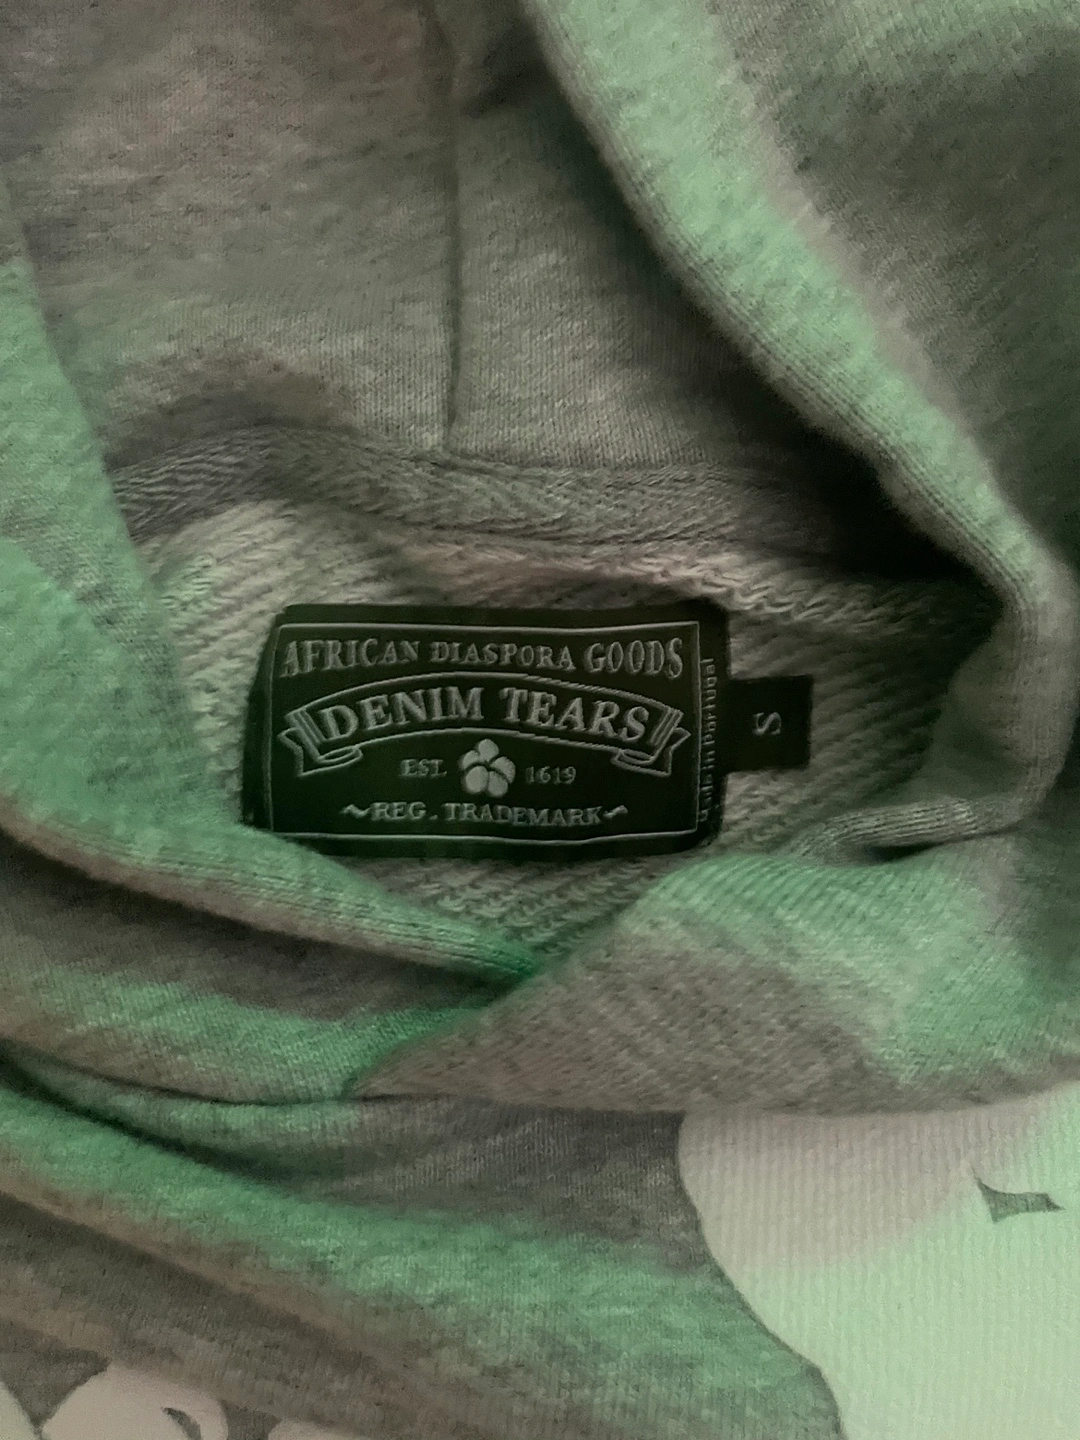 AFRICAN DIASPORA GOODS
DENIM TEARS
EST. 1619
~REG. TRADEMARK~
Made in Portugal
S